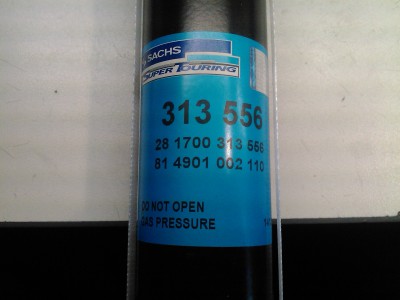 SACHS
SUPER TOURING
313 556
28 1700 313 556
81 4901 002 110
DO NOT OPEN
GAS PRESSURE